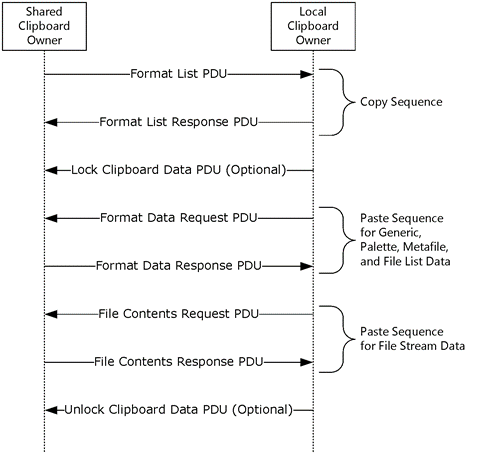 Shared
Clipboard
Owner
Local
Clipboard
Owner
Format List PDU
Copy Sequence
Format List Response PDU
Lock Clipboard Data PDU (Optional)
Format Data Request PDU
Paste Sequence
for Generic,
Palette, Metafile,
and File List Data
Format Data Response PDU
File Contents Request PDU
Paste Sequence
for File Stream Data
File Contents Response PDU
Unlock Clipboard Data PDU (Optional)